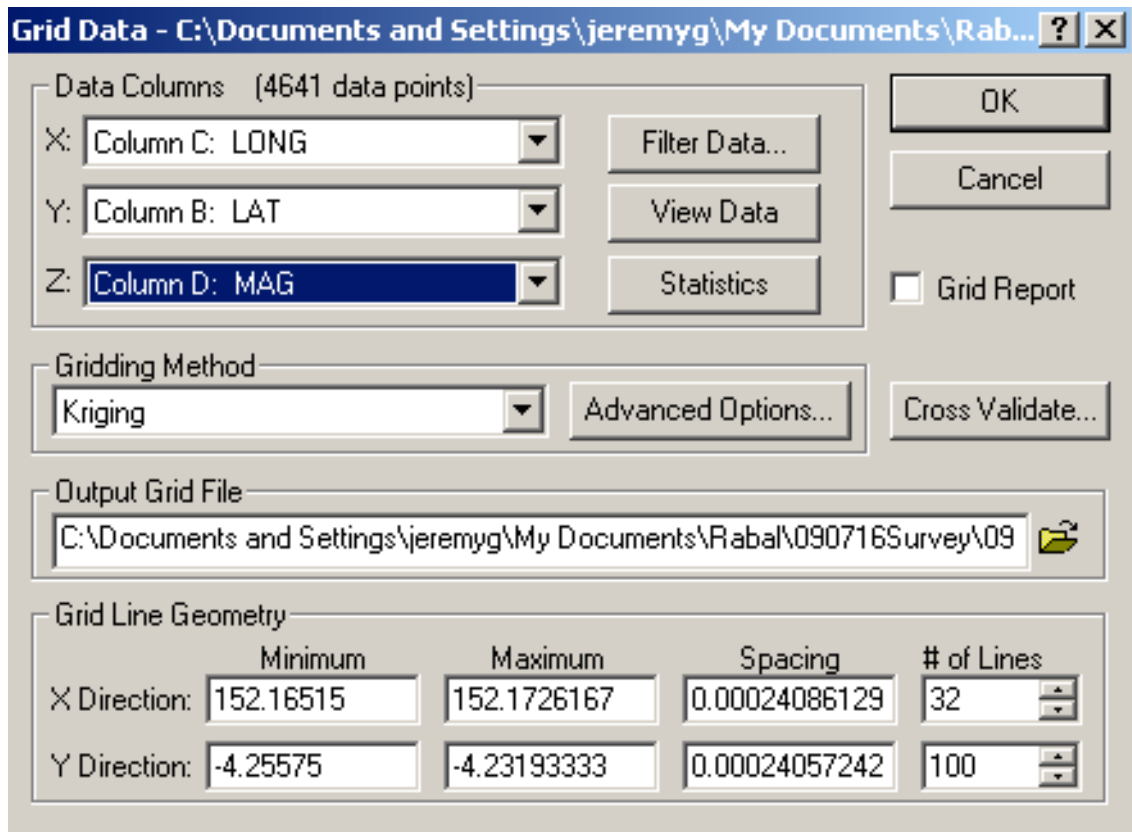 Grid Data - C:\Documents and Settings\jeremyg\My Documents\Rab...
Data Columns (4641 data points)
X: Column C: LONG
Y: Column B: LAT
Z: Column D: MAG
Filter Data...
View Data
Statistics
OK
Cancel
Grid Report
Gridding Method
Kriging
Advanced Options...
Cross Validate...
Output Grid File
C:\Documents and Settings\jeremyg\My Documents\Rabal\090716Survey\09
Grid Line Geometry
Minimum Maximum Spacing # of Lines
X Direction: 152.16515 152.1726167 0.00024086129 32
Y Direction: -4.25575 -4.23193333 0.00024057242 100